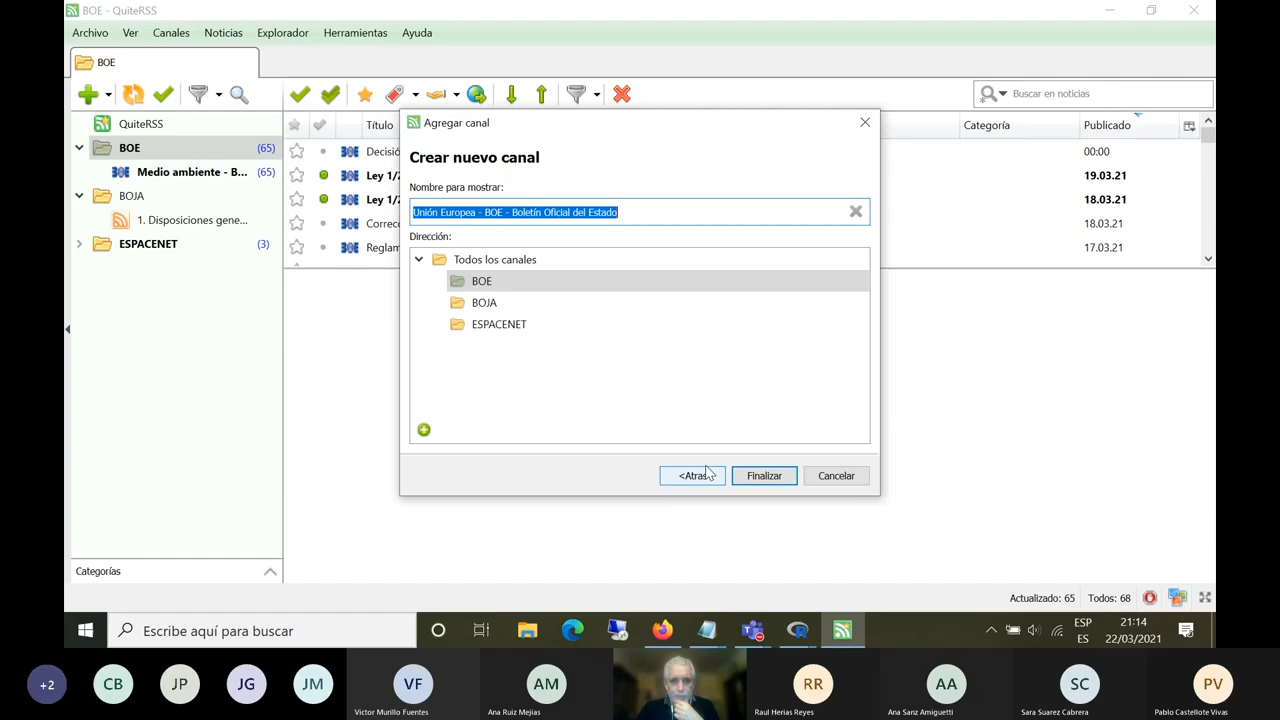 BOE - QuiteRSS
Archivo Ver Canales Noticias Explorador Herramientas Ayuda
BOE
Buscar en noticias
QuiteRSS
BOE (65)
Medio ambiente - B... (65)
BOJA
1. Disposiciones gene...
ESPACENET (3)
Título Categoría Publicado
Decisió 00:00
Ley 1/2 19.03.21
Ley 1/2 18.03.21
Correc 18.03.21
Reglam 17.03.21
Agregar canal
Crear nuevo canal
Nombre para mostrar:
Unión Europea - BOE - Boletín Oficial del Estado
Dirección:
Todos los canales
BOE
BOJA
ESPACENET
<Atras Finalizar Cancelar
Categorías
Actualizado: 65 Todos: 68
Escribe aquí para buscar
ESP
ES
21:14
22/03/2021
+2 CB JP JG JM VF AM RR AA SC PV
Victor Murillo Fuentes Ana Ruiz Mejias Raul Herias Reyes Ana Sanz Amiguetti Sara Suarez Cabrera Pablo Castellote Vivas